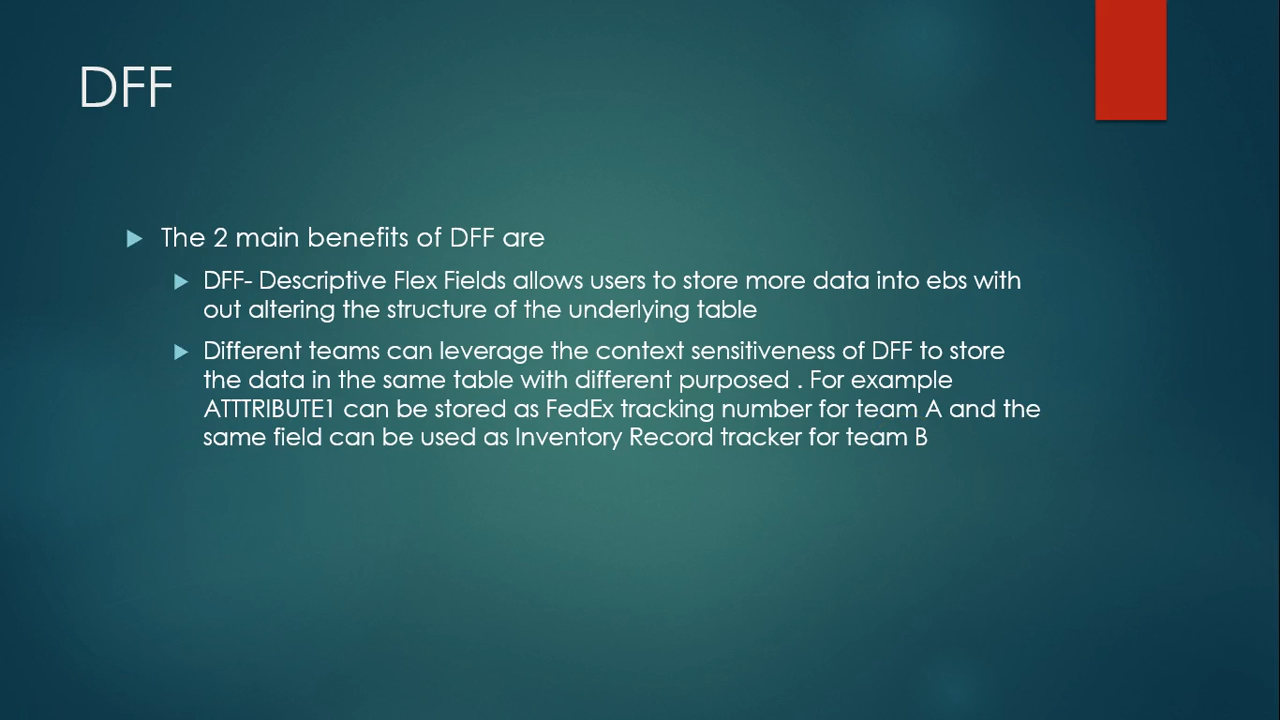 DFF
The 2 main benefits of DFF are
DFF- Descriptive Flex Fields allows users to store more data into ebs with
out altering the structure of the underlying table
Different teams can leverage the context sensitiveness of DFF to store
the data in the same table with different purposed . For example
ATTTRIBUTE1 can be stored as FedEx tracking number for team A and the
same field can be used as Inventory Record tracker for team B